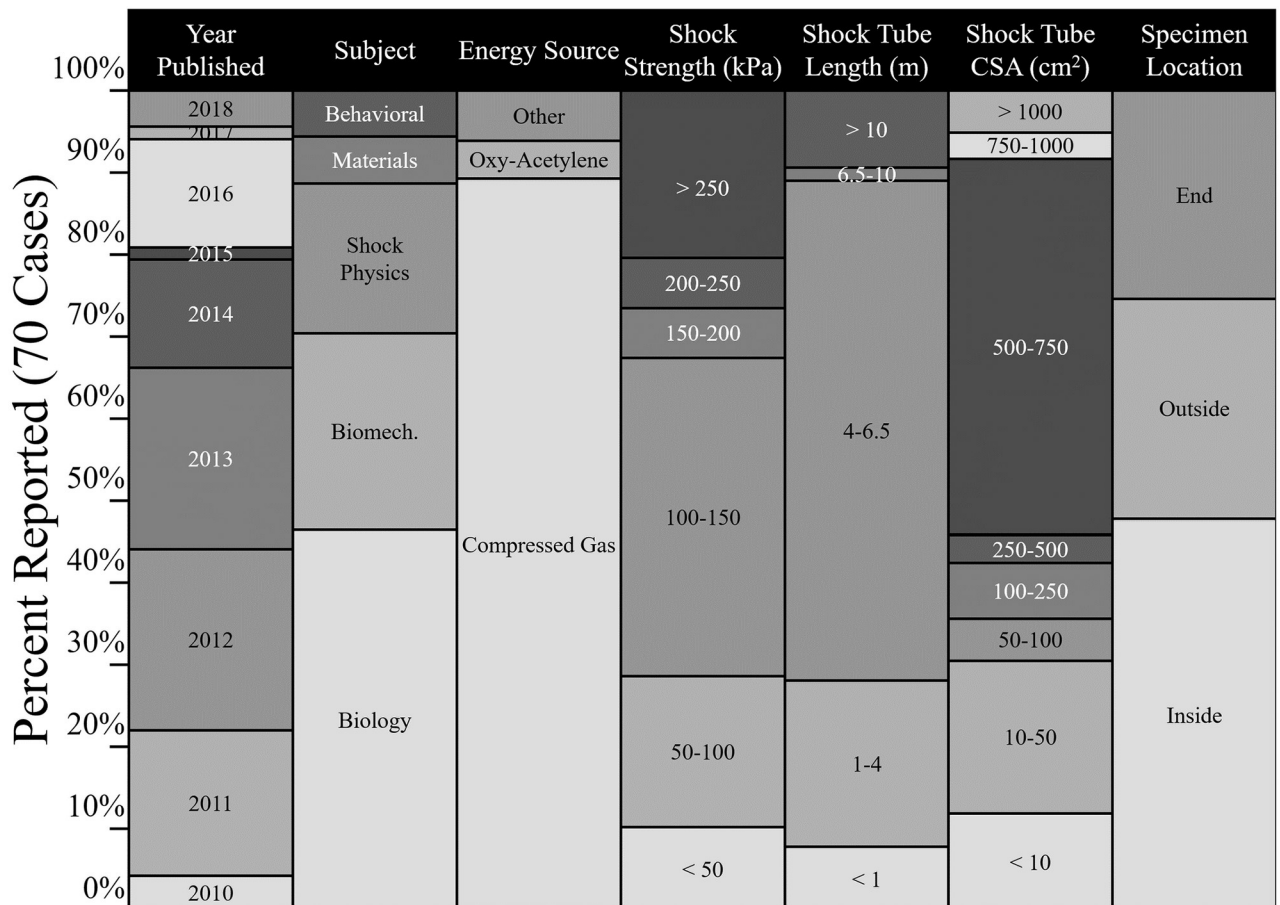 Year Published
Subject
Energy Source
Shock Strength (kPa)
Shock Tube Length (m)
Shock Tube CSA (cm²)
Specimen Location
Percent Reported (70 Cases)
100%
90%
80%
70%
60%
50%
40%
30%
20%
10%
0%
2018
2017
2016
2015
2014
2013
2012
2011
2010
Behavioral
Materials
Shock
Physics
Biomech.
Biology
Other
Oxy-Acetylene
Compressed Gas
> 250
200-250
150-200
100-150
50-100
< 50
> 10
6.5-10
4-6.5
1-4
< 1
> 1000
750-1000
500-750
250-500
100-250
50-100
10-50
< 10
End
Outside
Inside